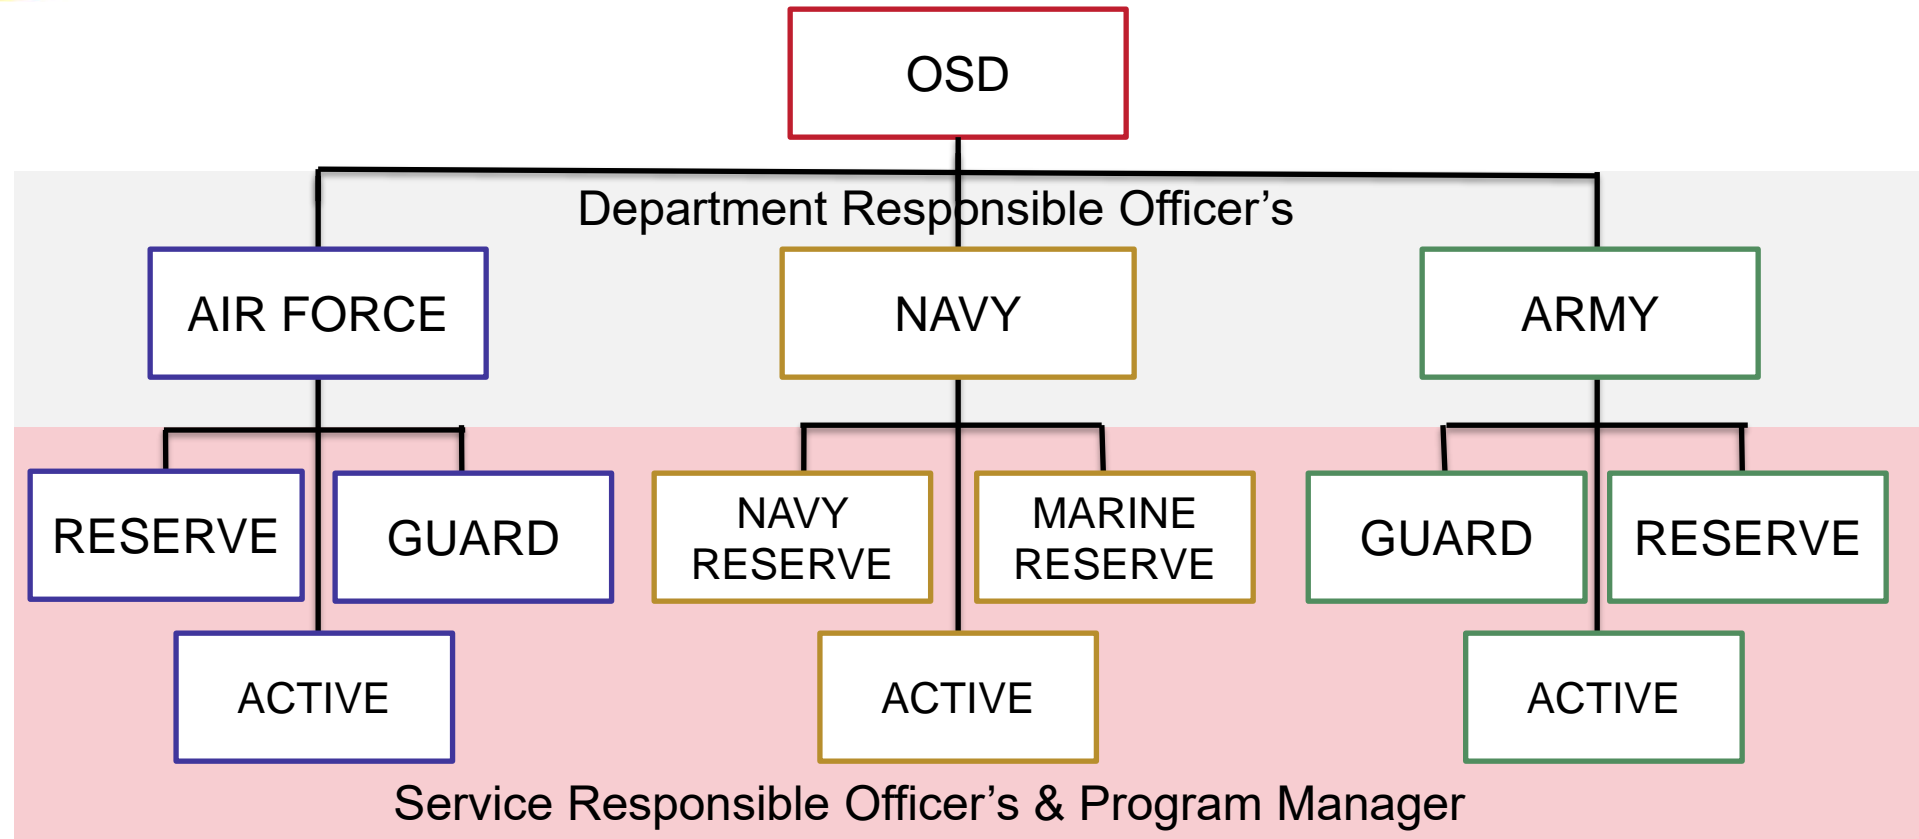 OSD
Department Responsible Officer's
AIR FORCE
NAVY
ARMY
RESERVE
GUARD
NAVY
RESERVE
MARINE
RESERVE
GUARD
RESERVE
ACTIVE
ACTIVE
ACTIVE
Service Responsible Officer’s & Program Manager